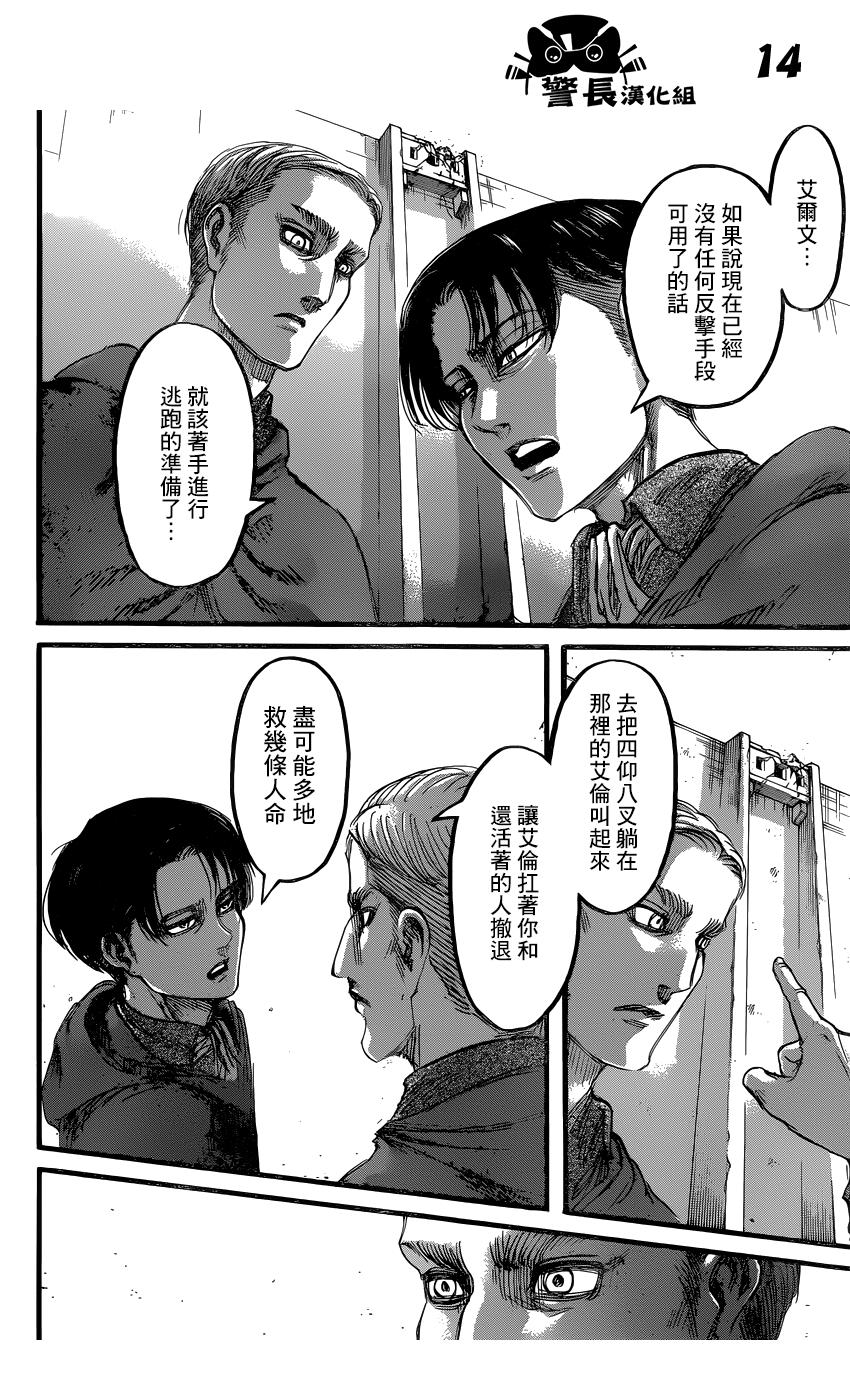 警長漢化組
14
艾爾文…
如果說現在已經
沒有任何反擊手段
可用了的話
就該著手進行
逃跑的準備了…
去把四仰八叉躺在
那裡的艾倫叫起來
讓艾倫扛著你和
還活著的人撤退
盡可能多地
救幾條人命